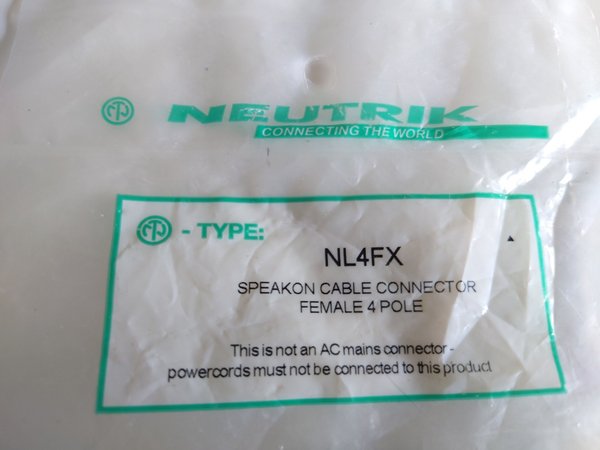 NEUTRIK
CONNECTING THE WORLD
- TYPE:
NL4FX
SPEAKON CABLE CONNECTOR
FEMALE 4 POLE
This is not an AC mains connector -
powercords must not be connected to this product